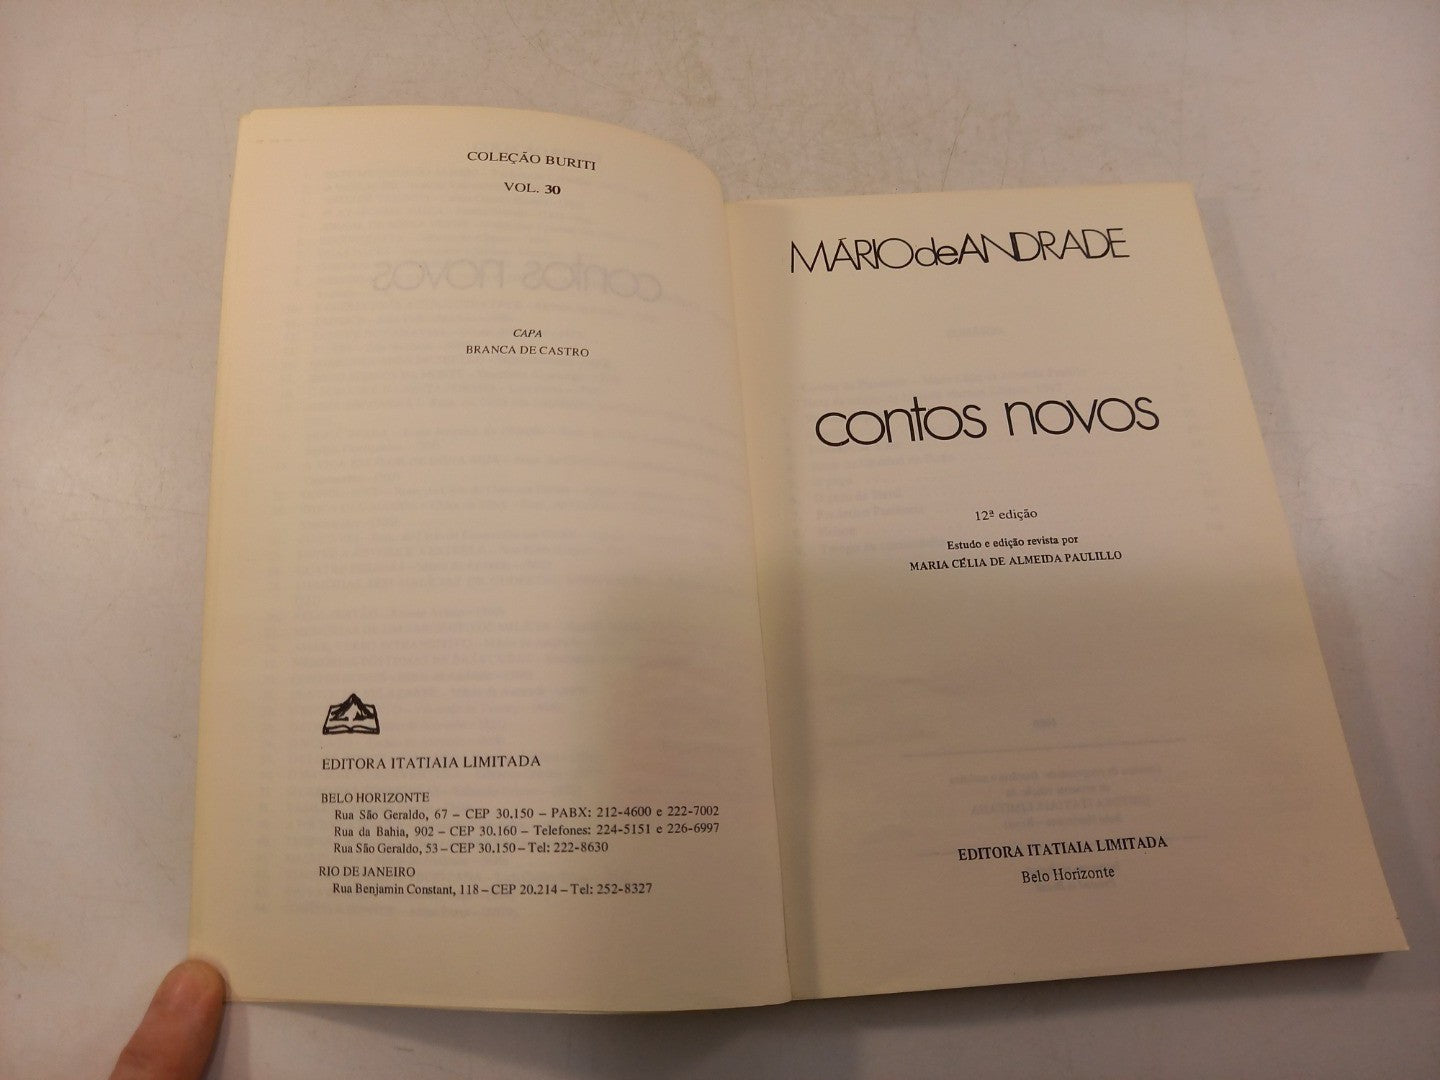 COLEÇÃO BURITI
VOL. 30
CAPA
BRANCA DE CASTRO
EDITORA ITATIAIA LIMITADA
BELO HORIZONTE
Rua São Geraldo, 67 – CEP 30.150 – PABX: 212-4600 e 222-7002
Rua da Bahia, 902 – CEP 30.160 – Telefones: 224-5151 e 226-6997
Rua São Geraldo, 53 – CEP 30.150 – Tel: 222-8630
RIO DE JANEIRO
Rua Benjamin Constant, 118 – CEP 20.214 – Tel: 252-8327
MÁRIO de ANDRADE
contos novos
12ª edição
Estudo e edição revista por
MARIA CÉLIA DE ALMEIDA PAULILLO
EDITORA ITATIAIA LIMITADA
Belo Horizonte